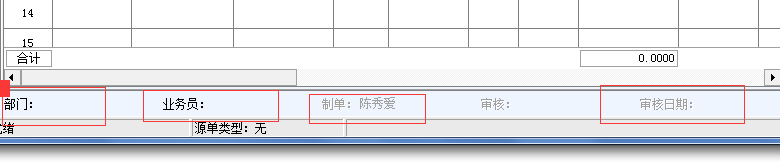 14
15
合计 0.0000
部门： 业务员： 制单： 陈秀爱 审核： 审核日期：
绪 源单类型：无